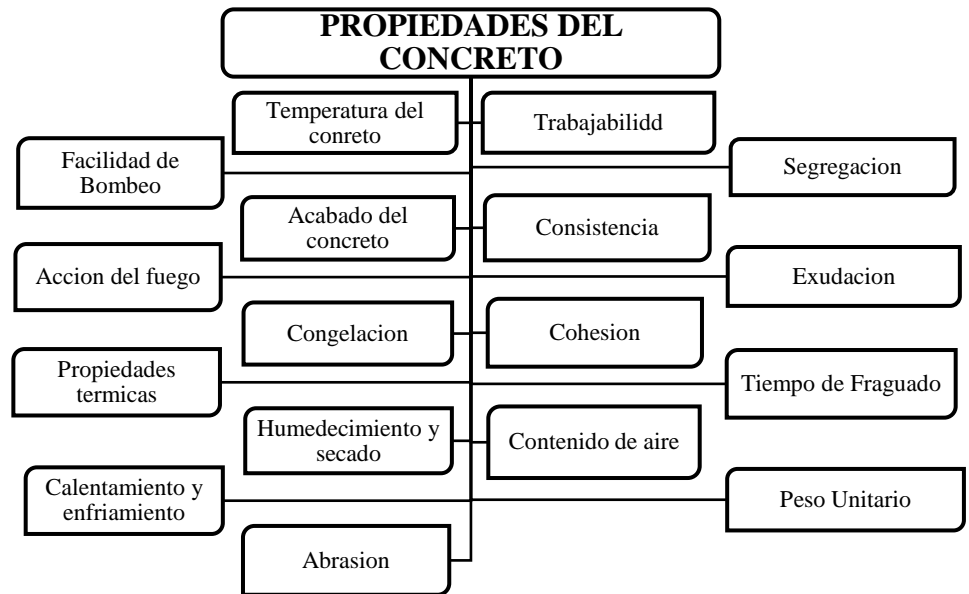 PROPIEDADES DEL
CONCRETO
Temperatura del
conreto
Trabajabilidd
Facilidad de
Bombeo
Segregacion
Acabado del
concreto
Consistencia
Accion del fuego
Exudacion
Congelacion
Cohesion
Propiedades
termicas
Tiempo de Fraguado
Humedecimiento y
secado
Contenido de aire
Calentamiento y
enfriamiento
Peso Unitario
Abrasion